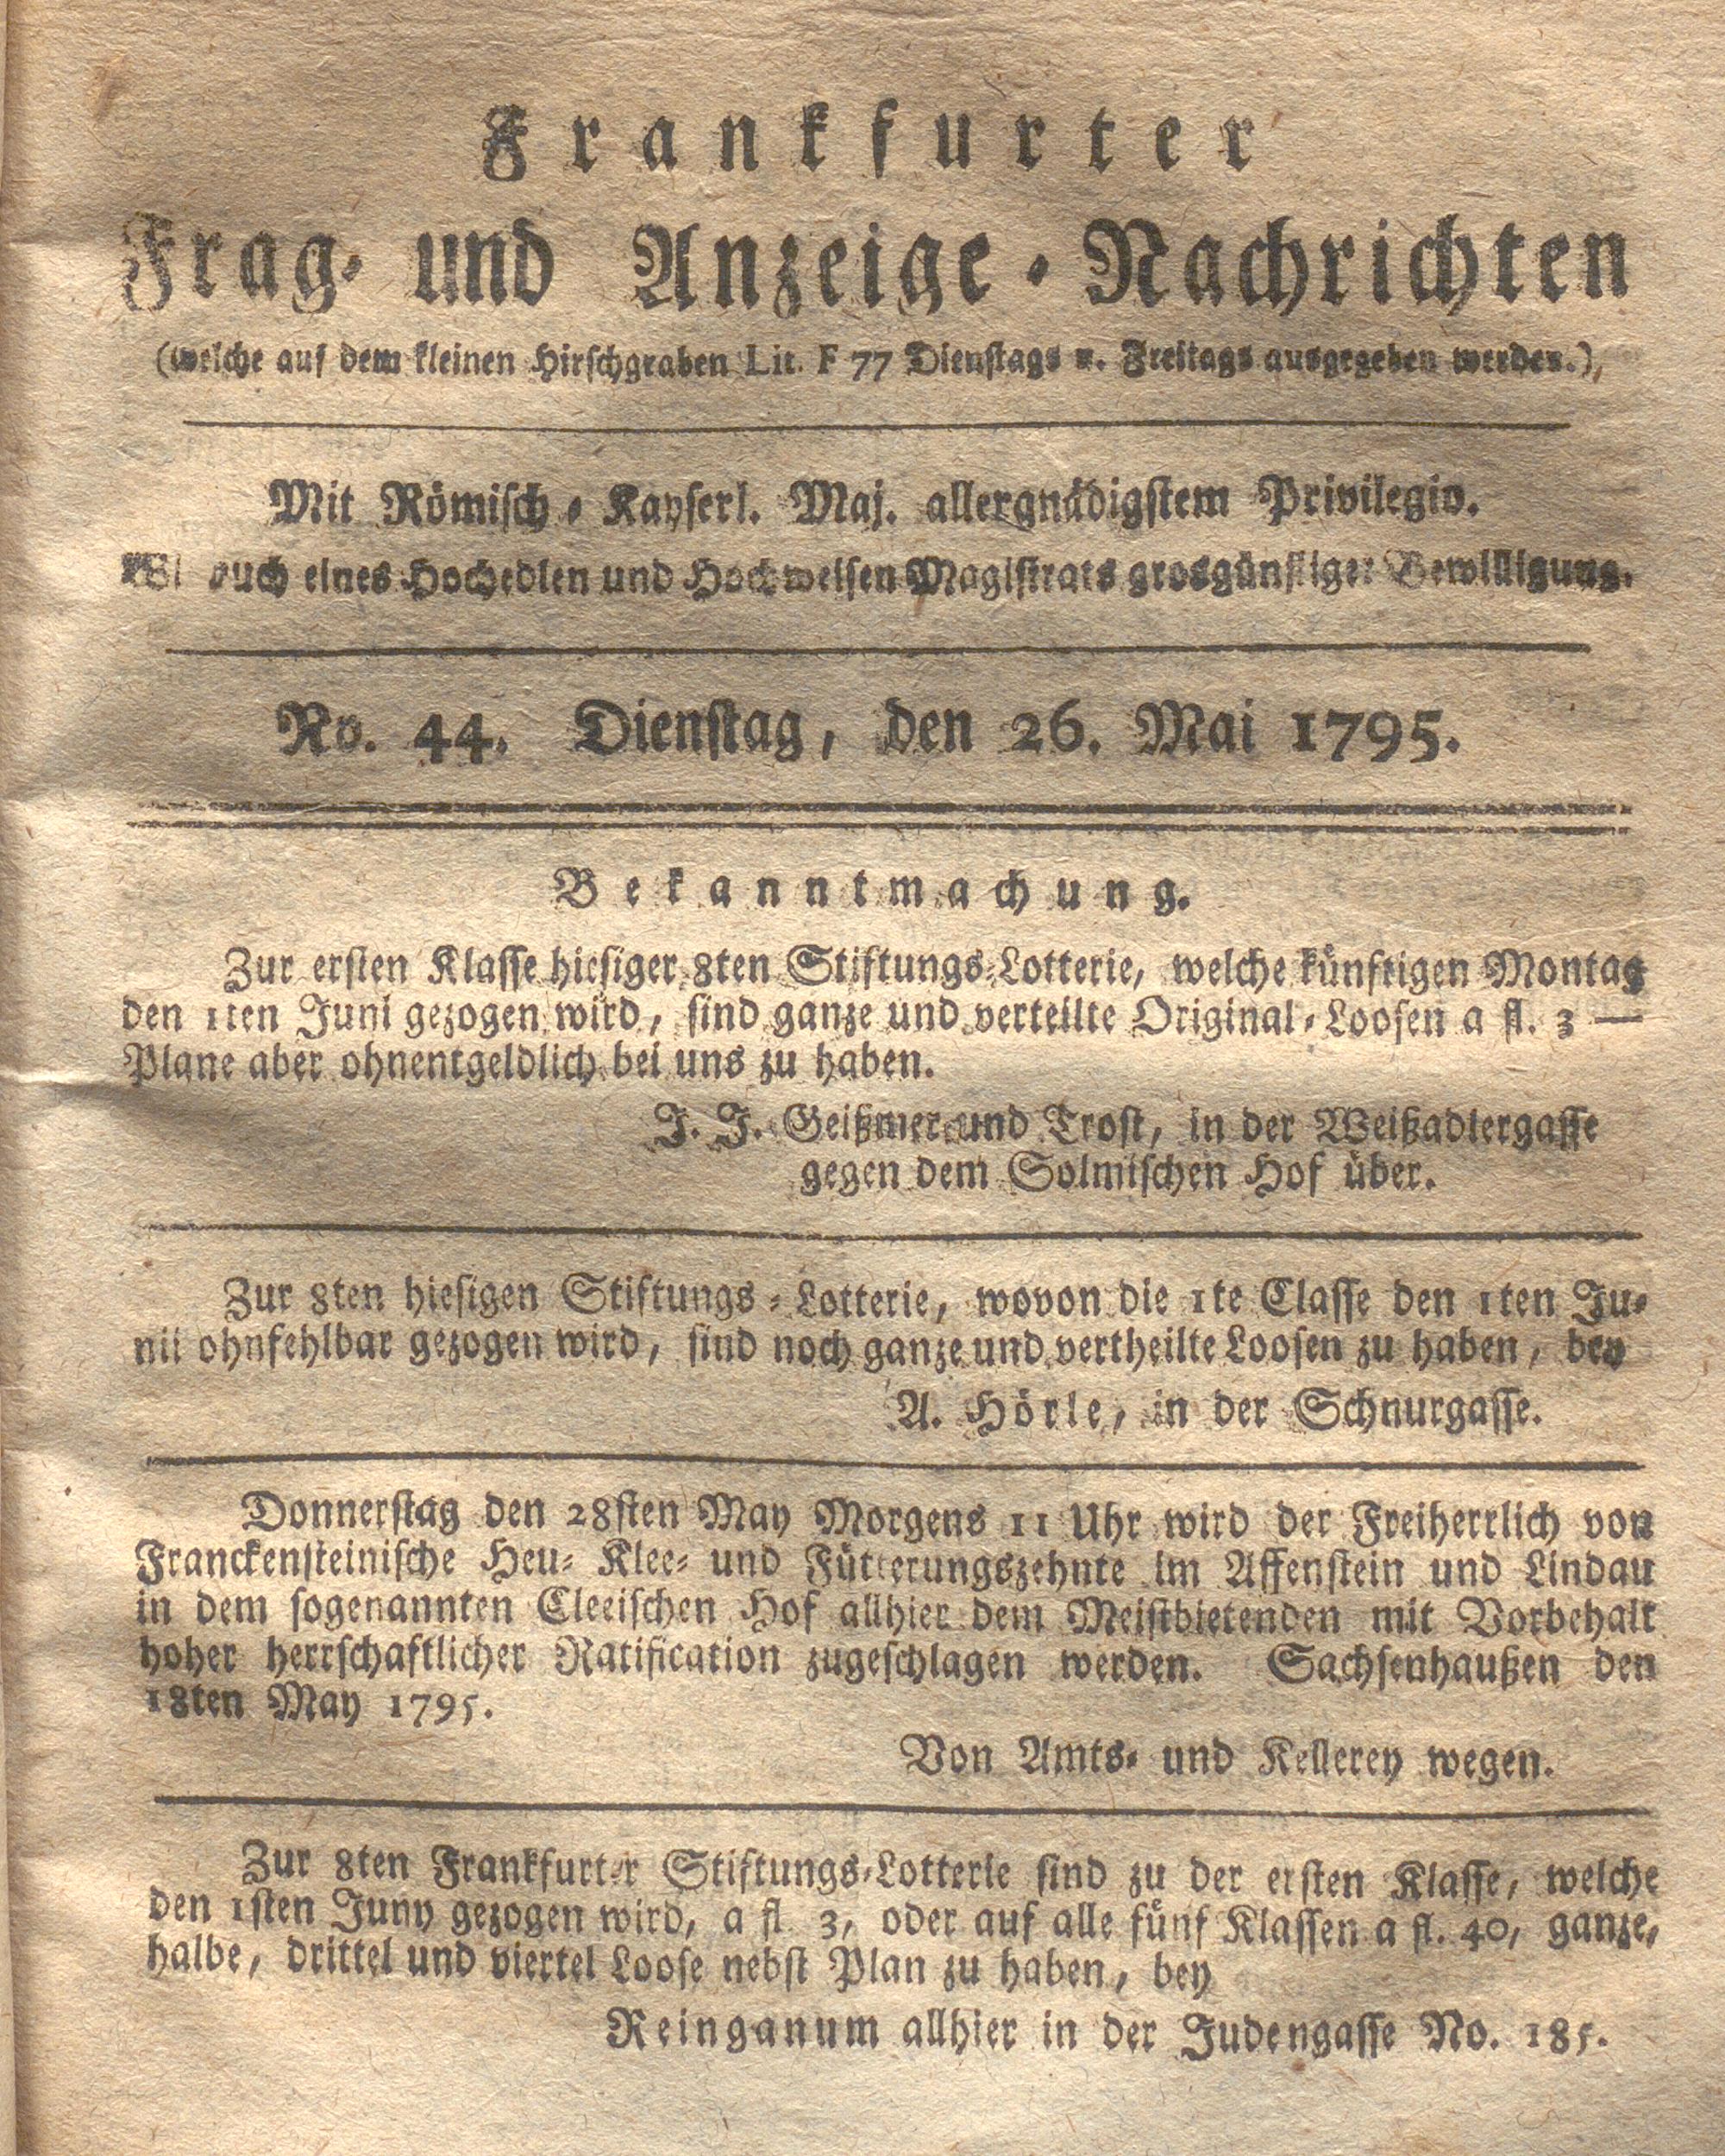 Frankfurter
Frag- und Anzeige-Nachrichten
(welche auf dem kleinen Hirschgraben Lit. F 77 Dienstags u. Freitags ausgegeben werden.),
Mit Römisch-Kayserl. Maj. allergnädigstem Privilegio.
auch eines Hochedlen und Hochweisen Magistrats grosgünstiger Bewilligung.
No. 44. Dienstag, den 26. Mai 1795.
Bekanntmachung.
Zur ersten Klasse hiesiger 8ten Stiftungs-Lotterie, welche künftigen Montag
den 1ten Juni gezogen wird, sind ganze und verteilte Original-Loosen a fl. 3 —
Plane aber ohnentgeldlich bei uns zu haben.
J. J. Geißmer und Trost, in der Weißadlergasse
gegen dem Solmischen Hof über.
Zur 8ten hiesigen Stiftungs-Lotterie, wovon die 1te Classe den 1ten Ju-
nii ohnfehlbar gezogen wird, sind noch ganze und vertheilte Loosen zu haben, bey
A. Hörle, in der Schnurgasse.
Donnerstag den 28sten May Morgens 11 Uhr wird der Freiherrlich von
Franckensteinische Heu- Klee- und Fütterungszehnte im Affenstein und Lindau
in dem sogenannten Cleeischen Hof allhier dem Meistbietenden mit Vorbehalt
hoher herrschaftlicher Ratification zugeschlagen werden. Sachsenhaußen den
18ten May 1795.
Von Amts- und Kellerey wegen.
Zur 8ten Frankfurter Stiftungs-Lotterie sind zu der ersten Klasse, welche
den 1sten Juny gezogen wird, a fl. 3, oder auf alle fünf Klassen a fl. 40, ganze,
halbe, drittel und viertel Loose nebst Plan zu haben, bey
Reinganum allhier in der Judengasse No. 185.